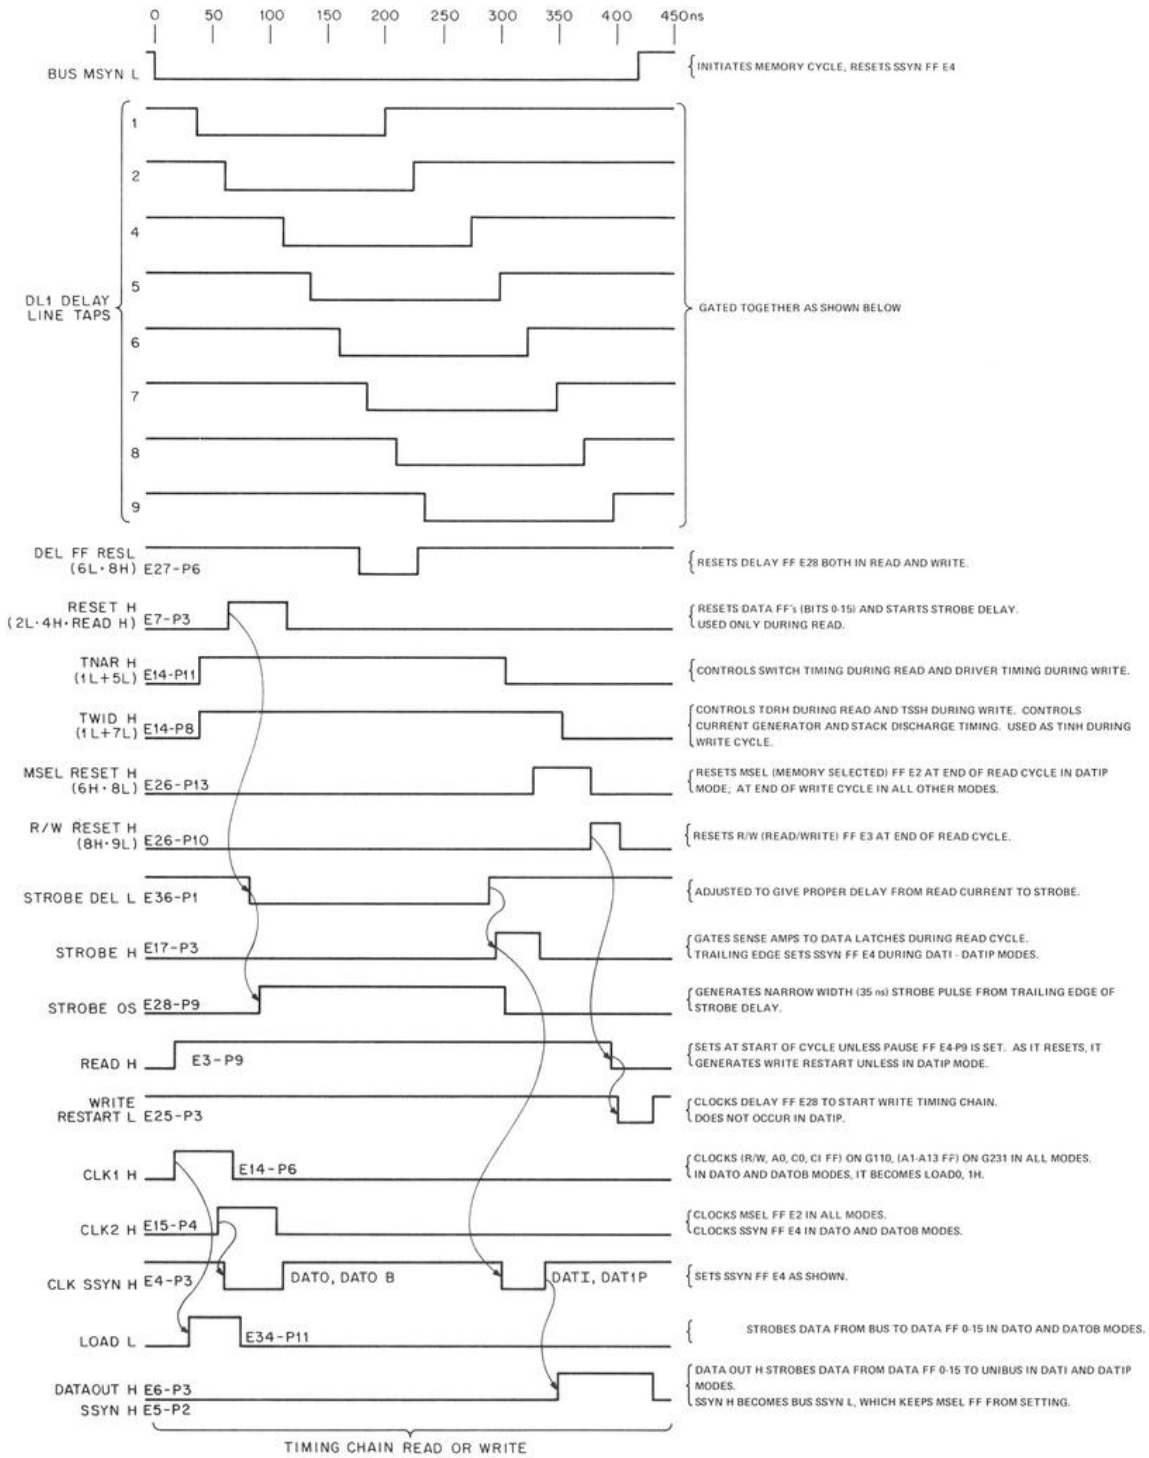 0 50 100 150 200 250 300 350 400 450ns
BUS MSYN L
INITIATES MEMORY CYCLE, RESETS SSYN FF E4
1
2
4
5
DL1 DELAY
LINE TAPS
GATED TOGETHER AS SHOWN BELOW
6
7
8
9
DEL FF RESL
(6L·8H) E27-P6
RESETS DELAY FF E28 BOTH IN READ AND WRITE.
RESET H
(2L·4H·READ H) E7-P3
RESETS DATA FF's (BITS 0-15) AND STARTS STROBE DELAY.
USED ONLY DURING READ.
TNAR H
(1L+5L) E14-P11
CONTROLS SWITCH TIMING DURING READ AND DRIVER TIMING DURING WRITE.
TWID H
(1L+7L) E14-P8
CONTROLS TDRH DURING READ AND TSSH DURING WRITE. CONTROLS
CURRENT GENERATOR AND STACK DISCHARGE TIMING. USED AS TINH DURING
WRITE CYCLE.
MSEL RESET H
(6H·8L) E26-P13
RESETS MSEL (MEMORY SELECTED) FF E2 AT END OF READ CYCLE IN DATIP
MODE; AT END OF WRITE CYCLE IN ALL OTHER MODES.
R/W RESET H
(8H·9L) E26-P10
RESETS R/W (READ/WRITE) FF E3 AT END OF READ CYCLE.
STROBE DEL L E36-P1
ADJUSTED TO GIVE PROPER DELAY FROM READ CURRENT TO STROBE.
STROBE H E17-P3
GATES SENSE AMPS TO DATA LATCHES DURING READ CYCLE.
TRAILING EDGE SETS SSYN FF E4 DURING DATI - DATIP MODES.
STROBE OS E28-P9
GENERATES NARROW WIDTH (35 ns) STROBE PULSE FROM TRAILING EDGE OF
STROBE DELAY.
READ H E3-P9
SETS AT START OF CYCLE UNLESS PAUSE FF E4-P9 IS SET. AS IT RESETS, IT
GENERATES WRITE RESTART UNLESS IN DATIP MODE.
WRITE
RESTART L E25-P3
CLOCKS DELAY FF E28 TO START WRITE TIMING CHAIN.
DOES NOT OCCUR IN DATIP.
CLK1 H E14-P6
CLOCKS (R/W, A0, C0, CI FF) ON G110, (A1-A13 FF) ON G231 IN ALL MODES.
IN DATO AND DATOB MODES, IT BECOMES LOAD0, 1H.
CLK2 H E15-P4
CLOCKS MSEL FF E2 IN ALL MODES.
CLOCKS SSYN FF E4 IN DATO AND DATOB MODES.
CLK SSYN H E4-P3 DATO, DATO B DATI, DAT1P
SETS SSYN FF E4 AS SHOWN.
LOAD L E34-P11
STROBES DATA FROM BUS TO DATA FF 0-15 IN DATO AND DATOB MODES.
DATAOUT H E6-P3
SSYN H E5-P2
DATA OUT H STROBES DATA FROM DATA FF 0-15 TO UNIBUS IN DATI AND DATIP
MODES.
SSYN H BECOMES BUS SSYN L, WHICH KEEPS MSEL FF FROM SETTING.
TIMING CHAIN READ OR WRITE